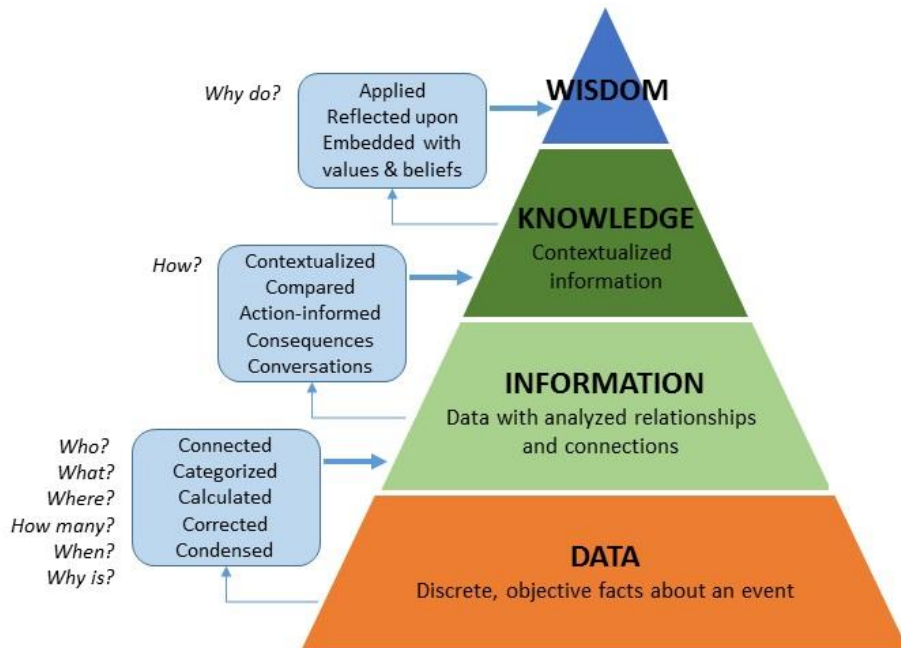 WISDOM
Why do?
Applied
Reflected upon
Embedded with
values & beliefs
KNOWLEDGE
Contextualized
information
How?
Contextualized
Compared
Action-informed
Consequences
Conversations
INFORMATION
Data with analyzed relationships
and connections
Who?
What?
Where?
How many?
When?
Why is?
Connected
Categorized
Calculated
Corrected
Condensed
DATA
Discrete, objective facts about an event